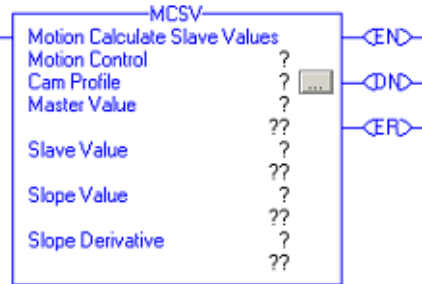 MCSV
Motion Calculate Slave Values EN
Motion Control ?
Cam Profile ? ... DN
Master Value ?
?? ER
Slave Value ?
??
Slope Value ?
??
Slope Derivative ?
??